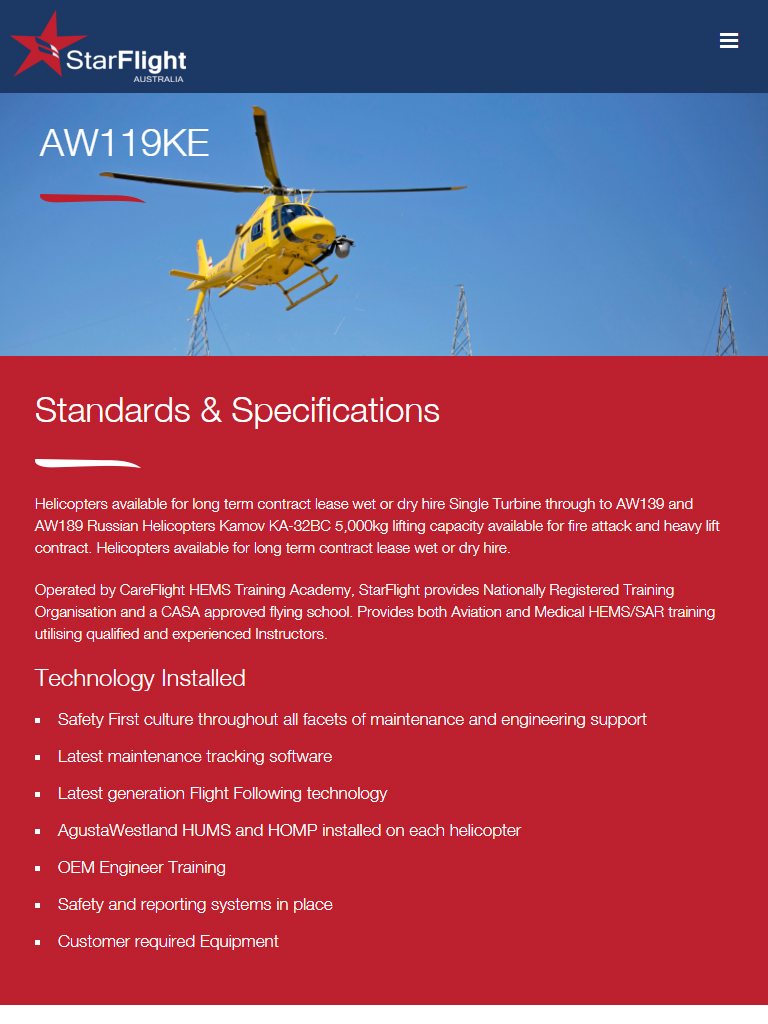 StarFlight
AUSTRALIA
AW119KE
Standards & Specifications
Helicopters available for long term contract lease wet or dry hire Single Turbine through to AW139 and
AW189 Russian Helicopters Kamov KA-32BC 5,000kg lifting capacity available for fire attack and heavy lift
contract. Helicopters available for long term contract lease wet or dry hire.
Operated by CareFlight HEMS Training Academy, StarFlight provides Nationally Registered Training
Organisation and a CASA approved flying school. Provides both Aviation and Medical HEMS/SAR training
utilising qualified and experienced Instructors.
Technology Installed
Safety First culture throughout all facets of maintenance and engineering support
Latest maintenance tracking software
Latest generation Flight Following technology
AgustaWestland HUMS and HOMP installed on each helicopter
OEM Engineer Training
Safety and reporting systems in place
Customer required Equipment